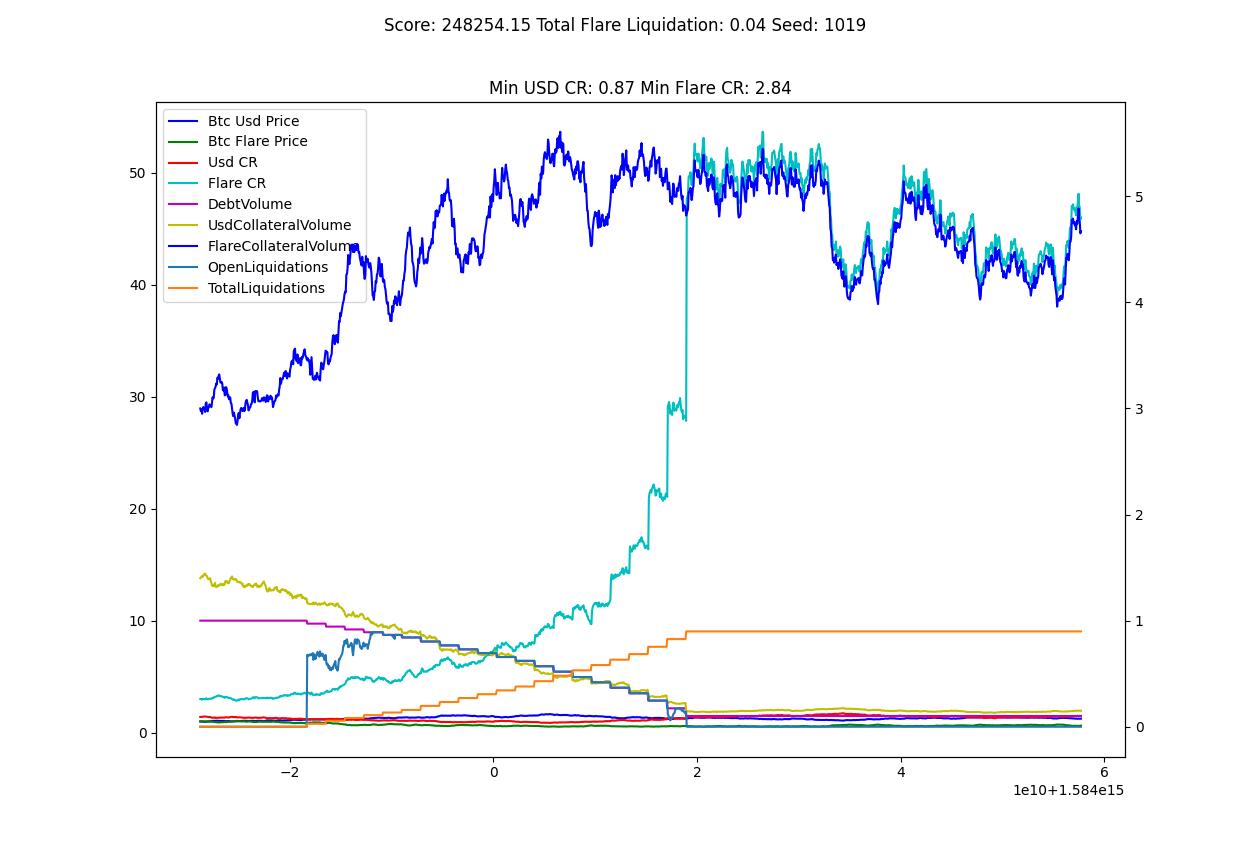 Score: 248254.15 Total Flare Liquidation: 0.04 Seed: 1019
Min USD CR: 0.87 Min Flare CR: 2.84
Btc Usd Price
Btc Flare Price
Usd CR
Flare CR
DebtVolume
UsdCollateralVolume
FlareCollateralVolume
OpenLiquidations
TotalLiquidations
50
40
30
20
10
0
5
4
3
2
1
0
−2
0
2
4
6
1e10+1.584e15